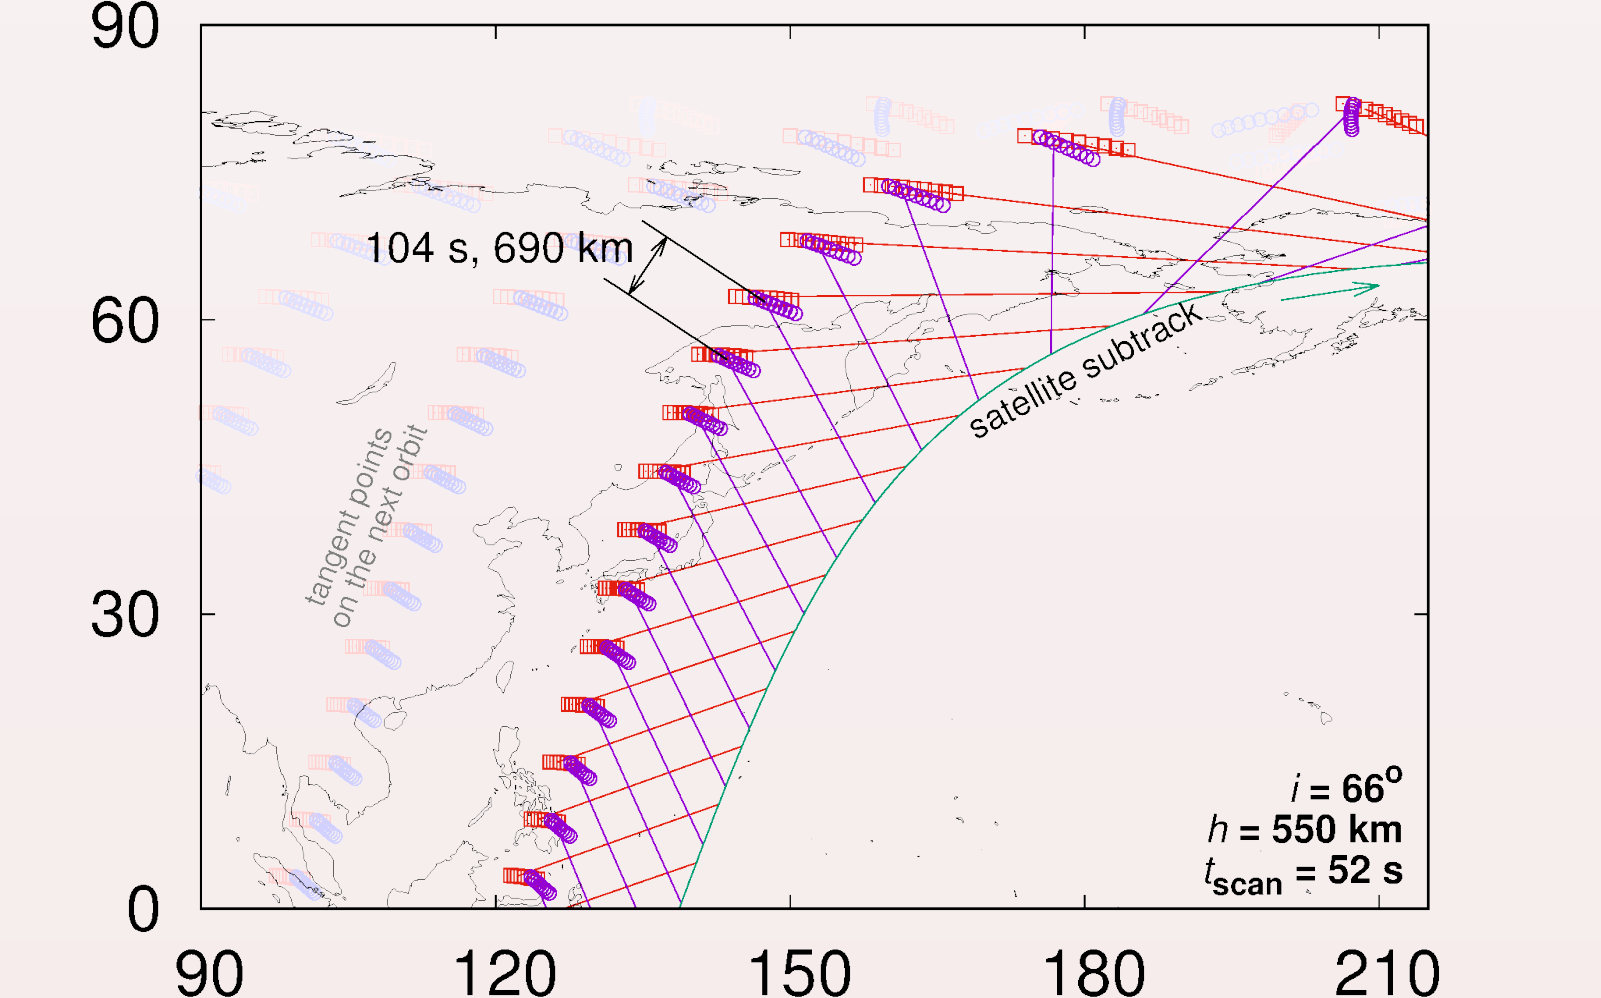 90
60
30
0
104 s, 690 km
satellite subtrack
tangent points
on the next orbit
i = 66o
h = 550 km
tscan = 52 s
90 120 150 180 210